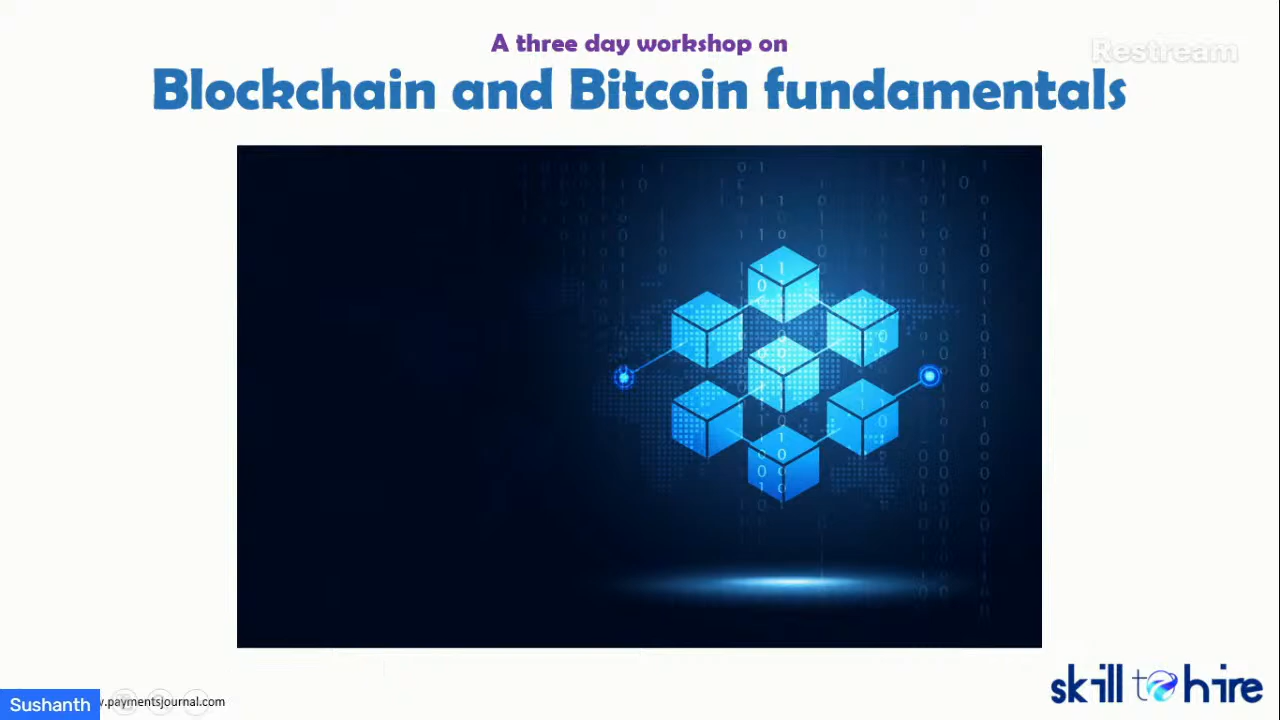 A three day workshop on
Restream
Blockchain and Bitcoin fundamentals
skill to hire
Sushanth
.paymentsjournal.com